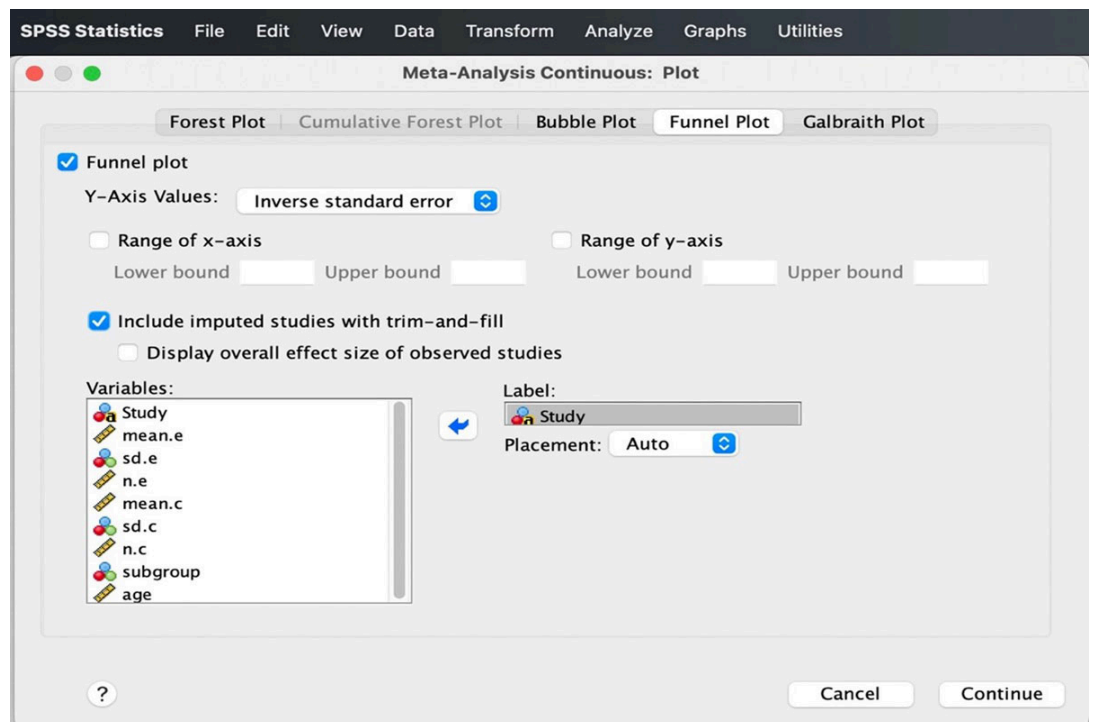 SPSS Statistics File Edit View Data Transform Analyze Graphs Utilities
Meta-Analysis Continuous: Plot
Forest Plot Cumulative Forest Plot Bubble Plot Funnel Plot Galbraith Plot
Funnel plot
Y-Axis Values: Inverse standard error
Range of x-axis Range of y-axis
Lower bound Upper bound Lower bound Upper bound
Include imputed studies with trim-and-fill
Display overall effect size of observed studies
Variables:
Study
mean.e
sd.e
n.e
mean.c
sd.c
n.c
subgroup
age
Label:
Study
Placement: Auto
? Cancel Continue